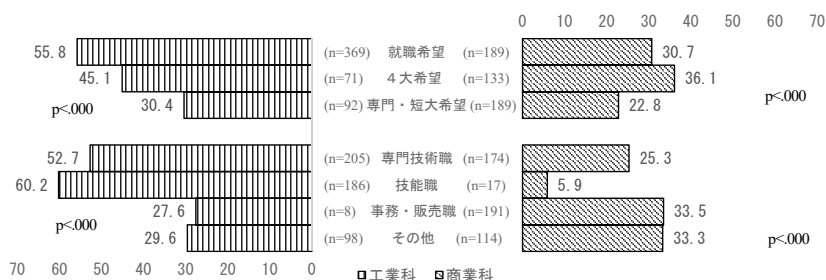 0 10 20 30 40 50 60 70
55.8 (n=369) 就職希望 (n=189) 30.7
45.1 (n=71) 4大希望 (n=133) 36.1
p<.000 30.4 (n=92) 専門・短大希望 (n=189) 22.8 p<.000
52.7 (n=205) 専門技術職 (n=174) 25.3
60.2 (n=186) 技能職 (n=17) 5.9
p<.000 27.6 (n=8) 事務・販売職 (n=191) 33.5
29.6 (n=98) その他 (n=114) 33.3 p<.000
70 60 50 40 30 20 10 0
工業科 商業科